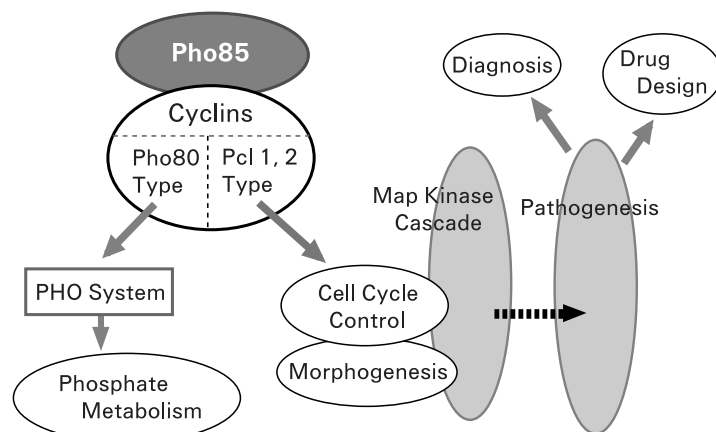 Pho85
Cyclins
Pho80
Type
Pcl 1, 2
Type
PHO System
Phosphate
Metabolism
Cell Cycle
Control
Morphogenesis
Map Kinase
Cascade
Pathogenesis
Diagnosis
Drug
Design